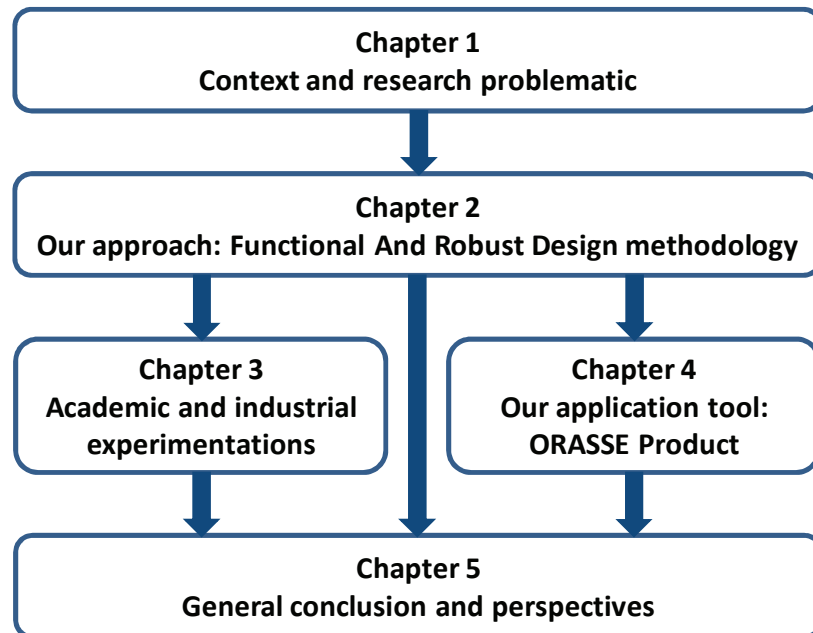 Chapter 1
Context and research problematic
Chapter 2
Our approach: Functional And Robust Design methodology
Chapter 3
Academic and industrial
experimentations
Chapter 4
Our application tool:
ORASSE Product
Chapter 5
General conclusion and perspectives